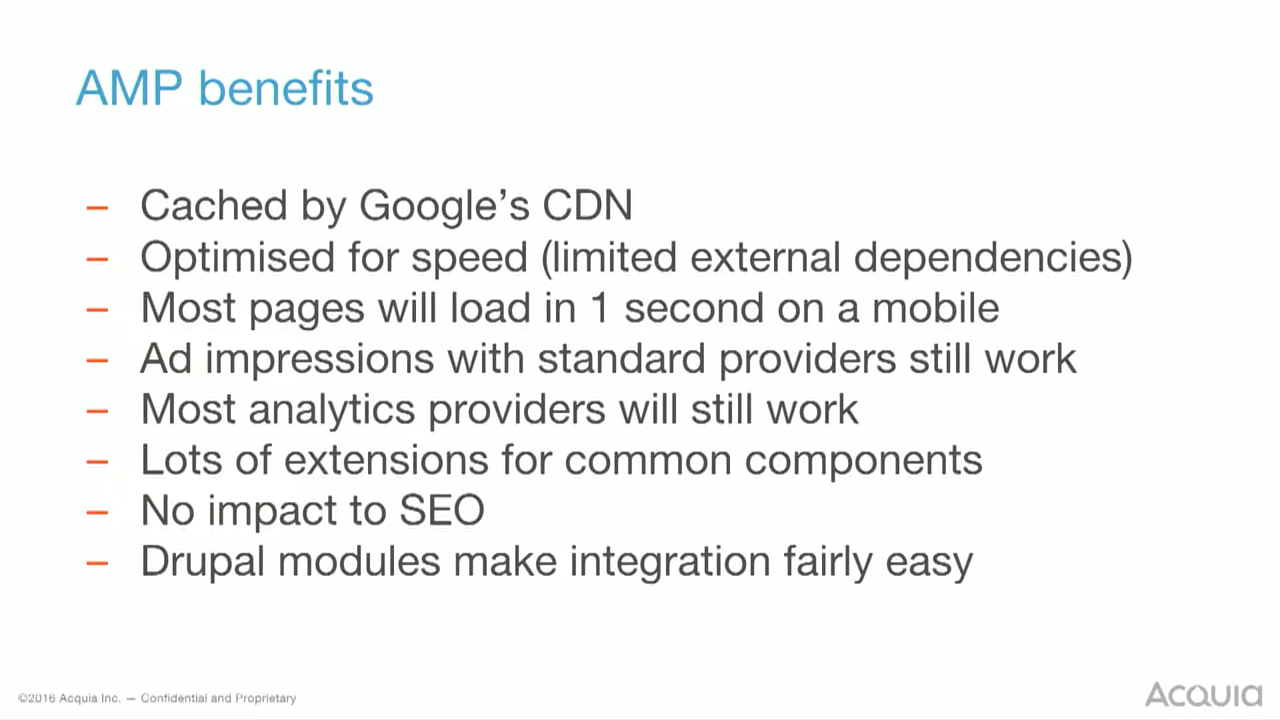 AMP benefits
– Cached by Google's CDN
– Optimised for speed (limited external dependencies)
– Most pages will load in 1 second on a mobile
– Ad impressions with standard providers still work
– Most analytics providers will still work
– Lots of extensions for common components
– No impact to SEO
– Drupal modules make integration fairly easy
©2016 Acquia Inc. — Confidential and Proprietary
Acquia